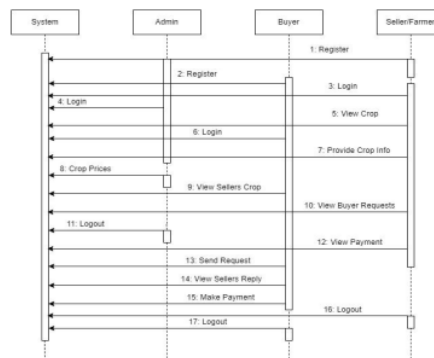 System
Admin
Buyer
Seller/Farmer
1: Register
2: Register
3: Login
4: Login
5: View Crop
6: Login
7: Provide Crop Info
8: Crop Prices
9: View Sellers Crop
10: View Buyer Requests
11: Logout
12: View Payment
13: Send Request
14: View Sellers Reply
15: Make Payment
16: Logout
17: Logout